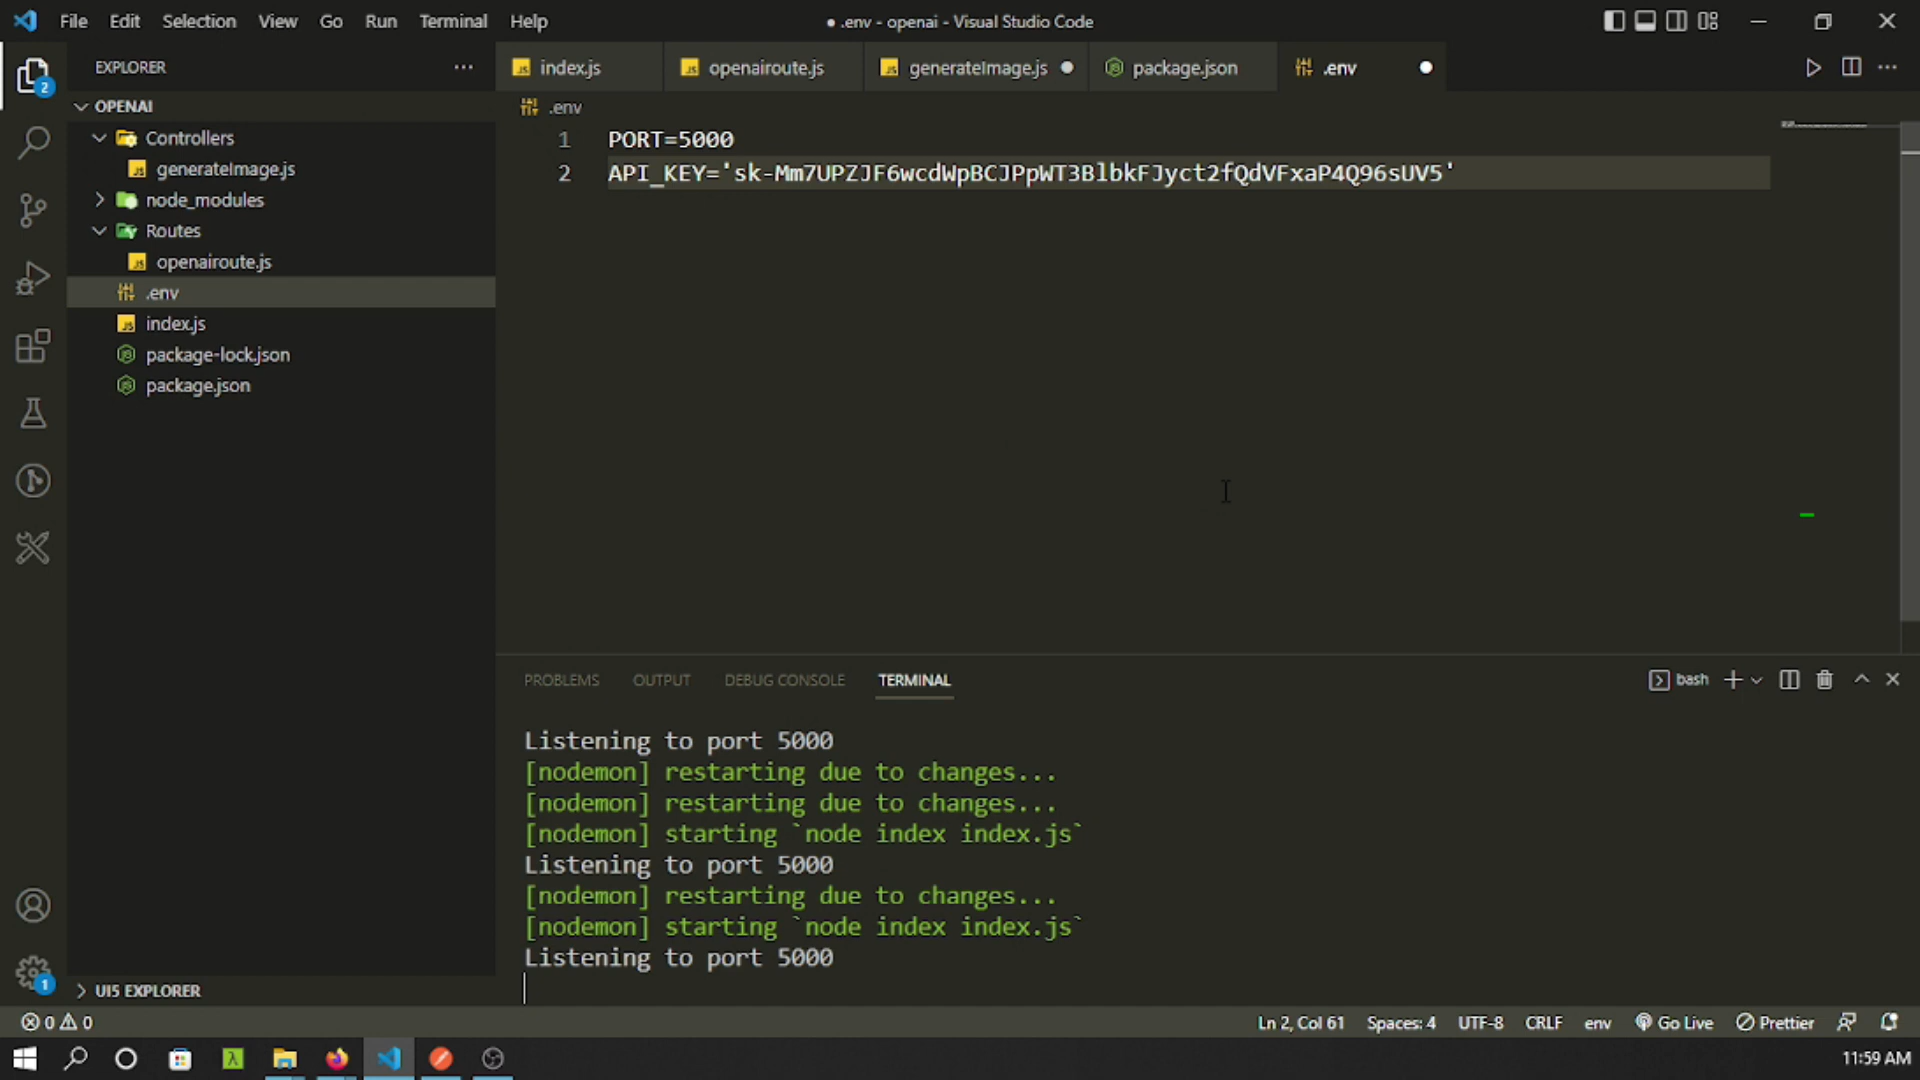 File Edit Selection View Go Run Terminal Help
● .env - openai - Visual Studio Code
EXPLORER
OPENAI
Controllers
generateImage.js
node_modules
Routes
openairoute.js
.env
index.js
package-lock.json
package.json
UI5 EXPLORER
2
1
index.js openairoute.js generateImage.js package.json .env
.env
1 PORT=5000
2 API_KEY='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'
PROBLEMS OUTPUT DEBUG CONSOLE TERMINAL
bash
Listening to port 5000
[nodemon] restarting due to changes...
[nodemon] restarting due to changes...
[nodemon] starting `node index index.js`
Listening to port 5000
[nodemon] restarting due to changes...
[nodemon] starting `node index index.js`
Listening to port 5000
0 0
Ln 2, Col 61 Spaces: 4 UTF-8 CRLF env Go Live Prettier
11:59 AM